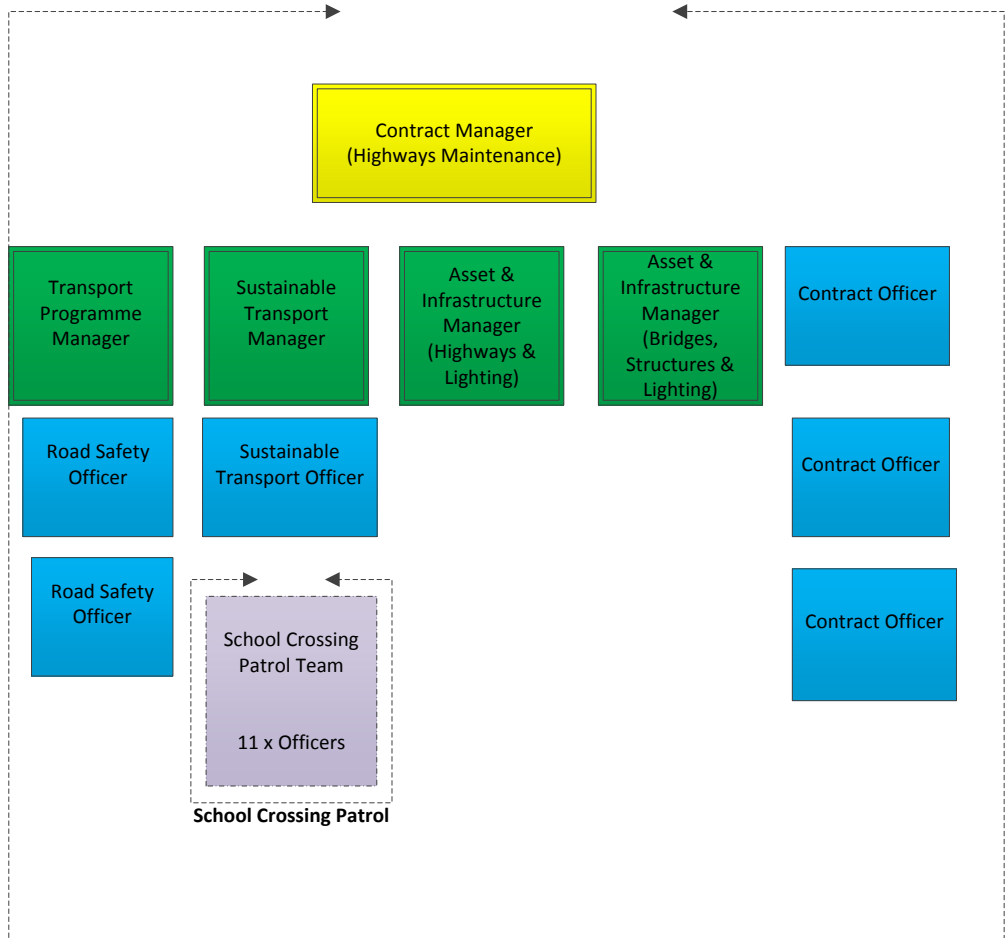 Contract Manager
(Highways Maintenance)
Transport
Programme
Manager
Sustainable
Transport
Manager
Asset &
Infrastructure
Manager
(Highways &
Lighting)
Asset &
Infrastructure
Manager
(Bridges,
Structures &
Lighting)
Contract Officer
Road Safety
Officer
Sustainable
Transport Officer
Contract Officer
Road Safety
Officer
School Crossing
Patrol Team
11 x Officers
Contract Officer
School Crossing Patrol